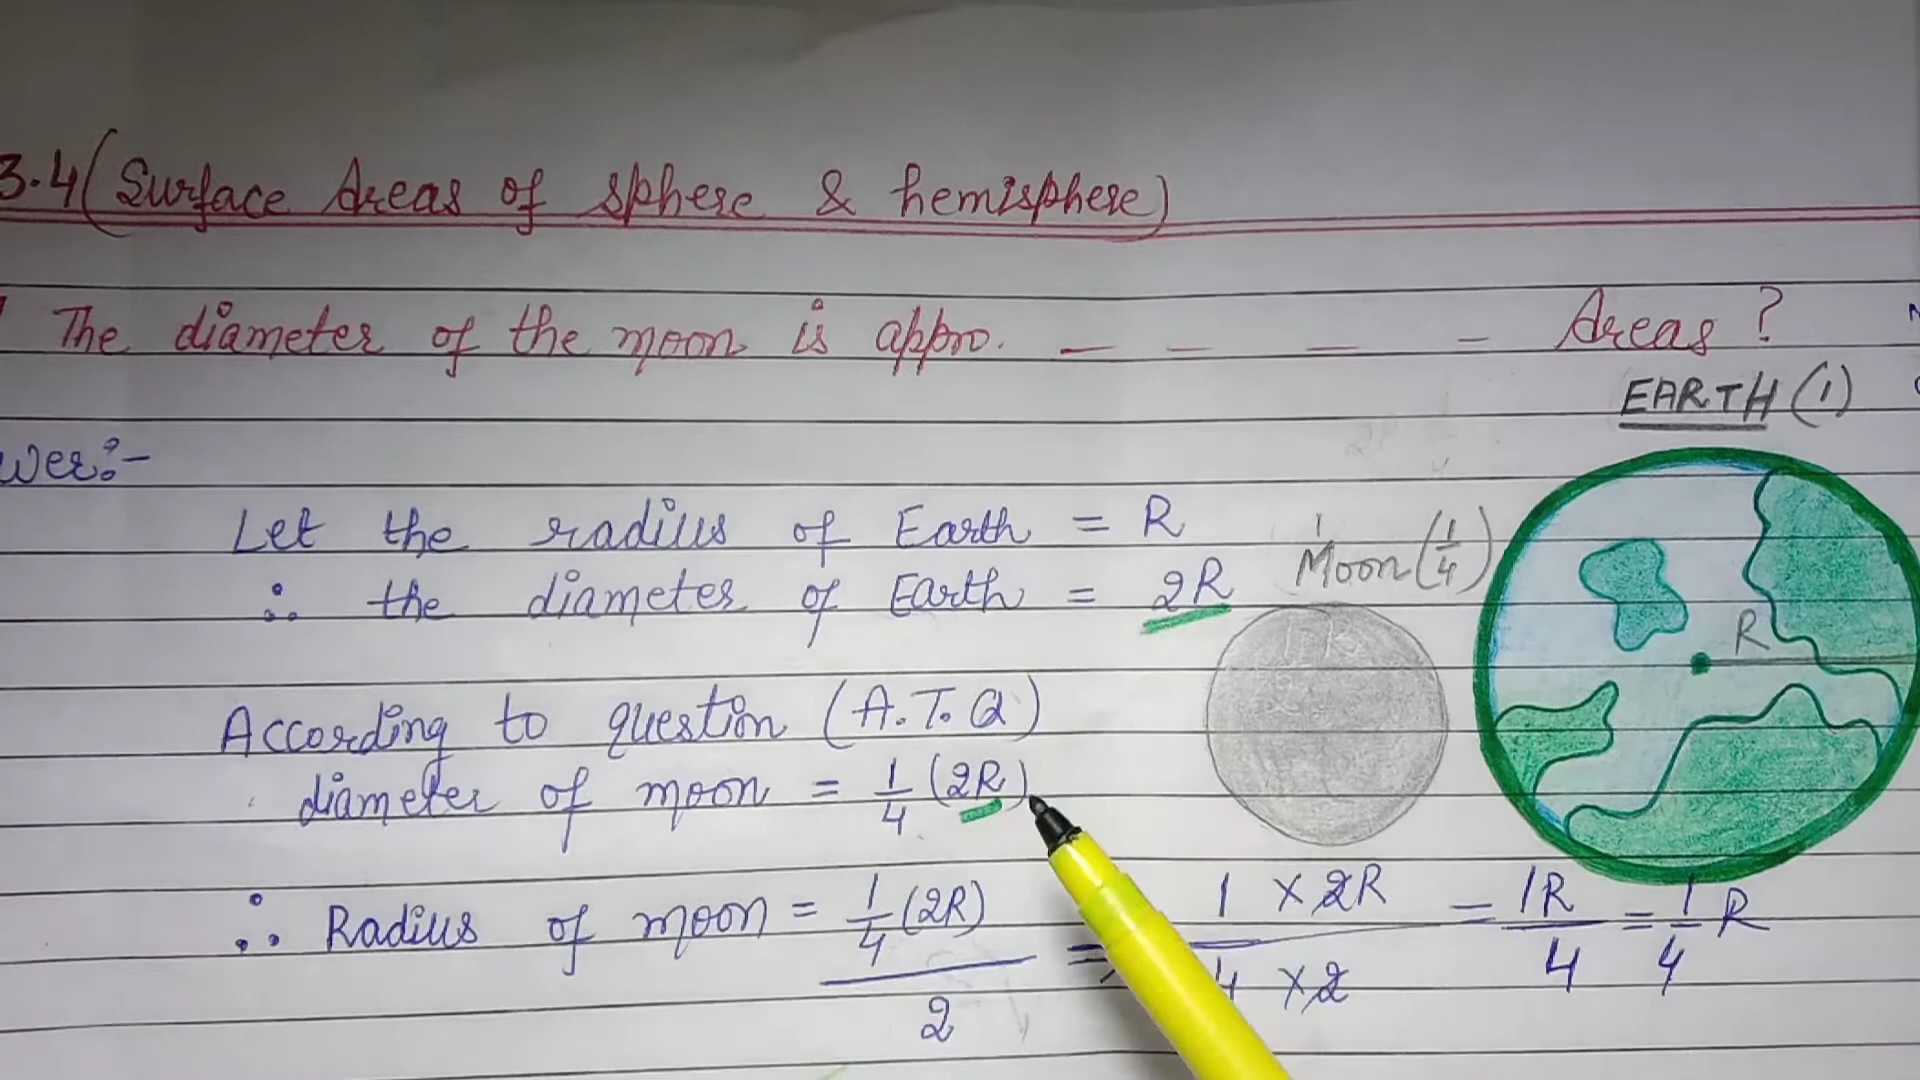 3.4 (Surface Areas of sphere & hemisphere)
The diameter of the moon is appro. _ _ _ _ Areas ?
EARTH (1)
wer:-
Let the radius of Earth = R
Moon (1/4)
∴ the diameter of Earth = 2R
R
According to question (A.T.Q)
diameter of moon = 1/4 (2R)
∴ Radius of moon = 1/4 (2R) / 2 = 1 × 2R / 4 × 2 = 1R / 4 = 1/4 R